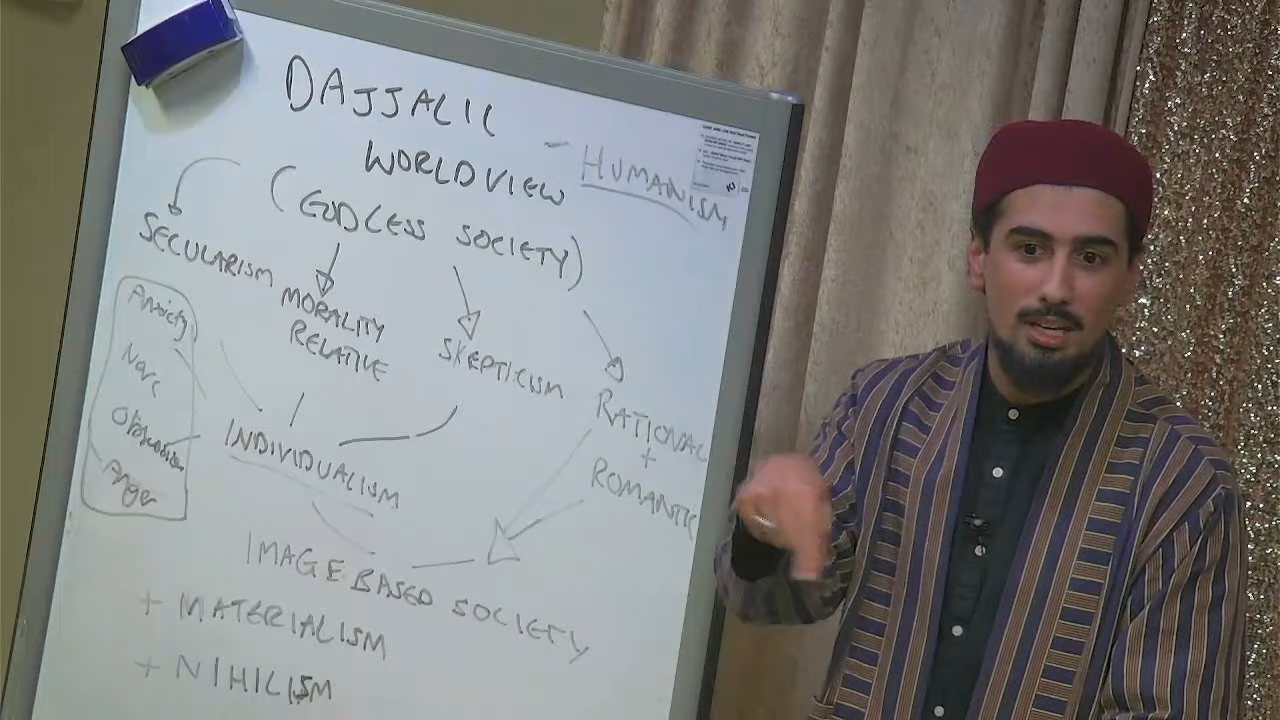 DAJJALIC
WORLDVIEW - HUMANISM
(GODLESS SOCIETY)
SECULARISM
MORALITY
RELATIVE
SKEPTICISM
RATIONAL
+
ROMANTIC
Anxiety
Narc
Anger
INDIVIDUALISM
IMAGE BASED SOCIETY
+ MATERIALISM
+ NIHILISM